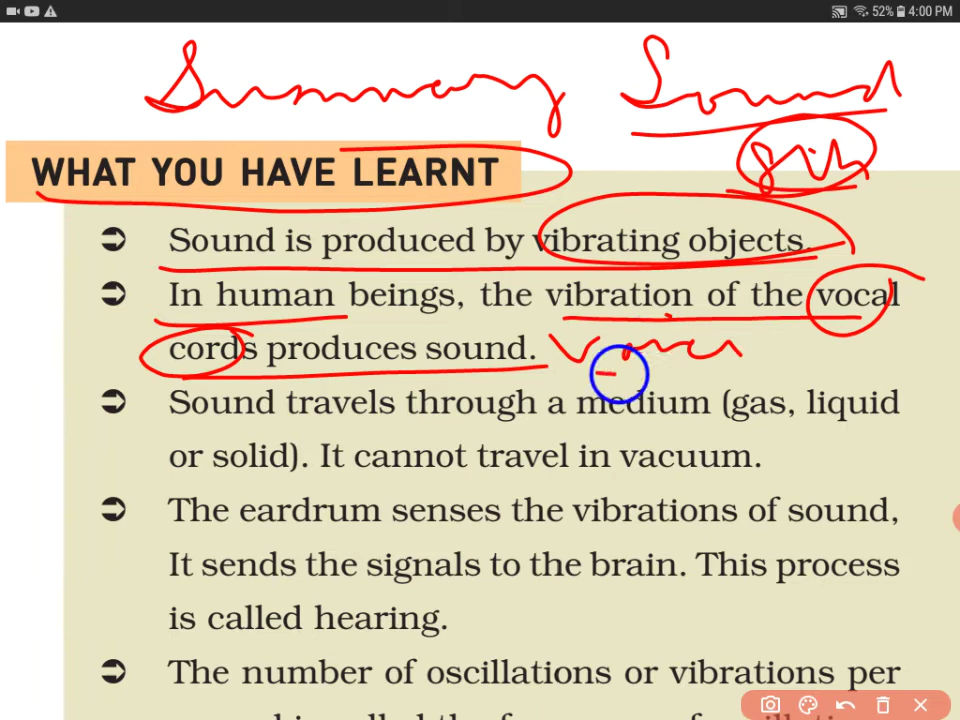 52% 4:00 PM
Summary Sound
8th
WHAT YOU HAVE LEARNT
➲ Sound is produced by vibrating objects.
➲ In human beings, the vibration of the vocal
cords produces sound.
➲ Sound travels through a medium (gas, liquid
or solid). It cannot travel in vacuum.
➲ The eardrum senses the vibrations of sound,
It sends the signals to the brain. This process
is called hearing.
➲ The number of oscillations or vibrations per